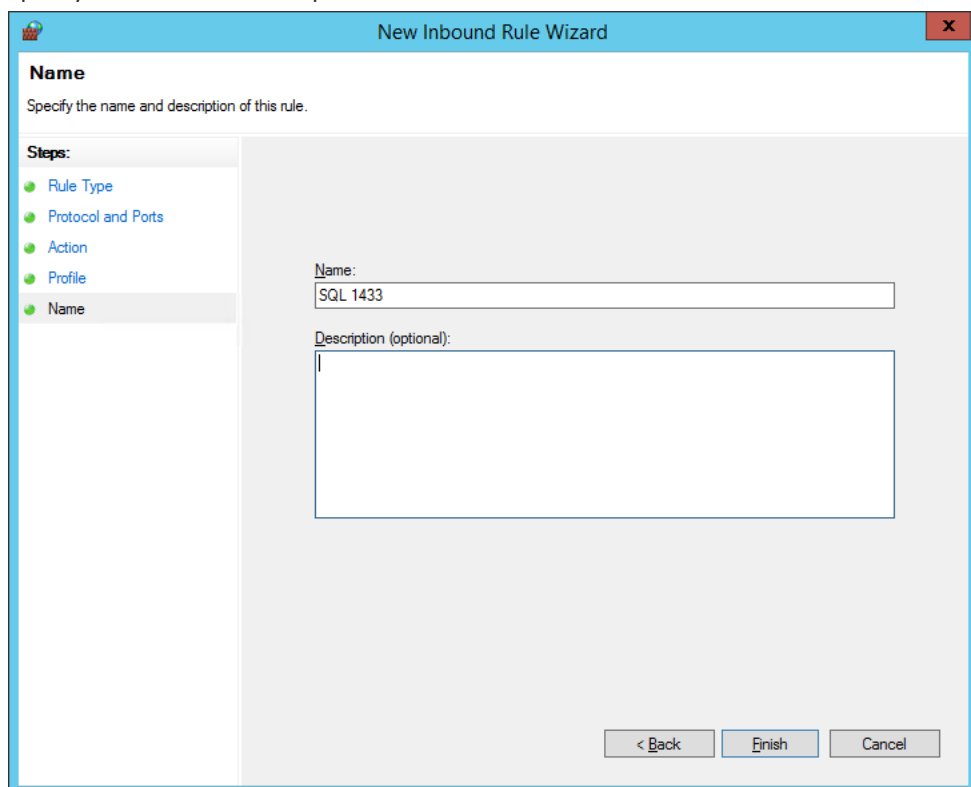 New Inbound Rule Wizard
x
Name
Specify the name and description of this rule.
Steps:
Rule Type
Protocol and Ports
Action
Profile
Name
Name:
SQL 1433
Description (optional):
< Back
Finish
Cancel